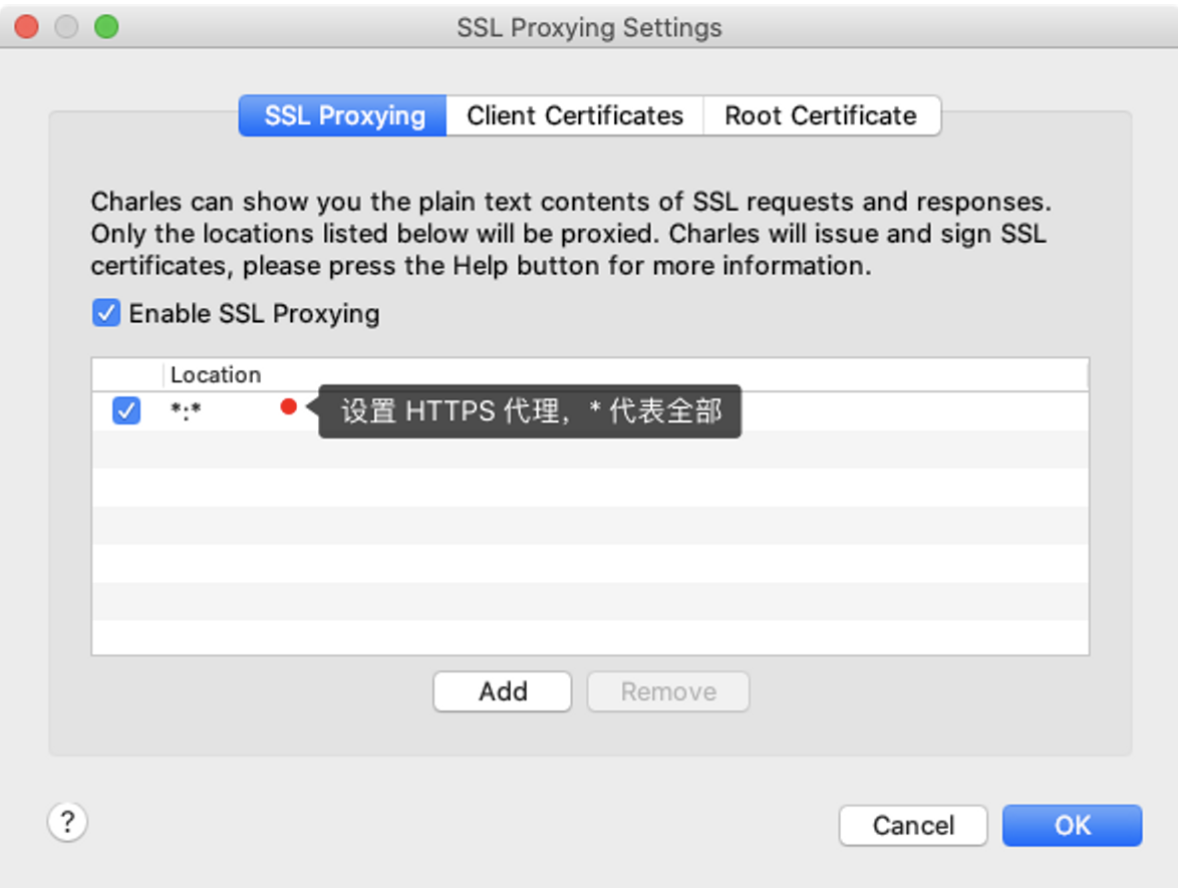 SSL Proxying Settings
SSL Proxying Client Certificates Root Certificate
Charles can show you the plain text contents of SSL requests and responses.
Only the locations listed below will be proxied. Charles will issue and sign SSL
certificates, please press the Help button for more information.
Enable SSL Proxying
Location
*:*
设置 HTTPS 代理，* 代表全部
Add Remove
? Cancel OK